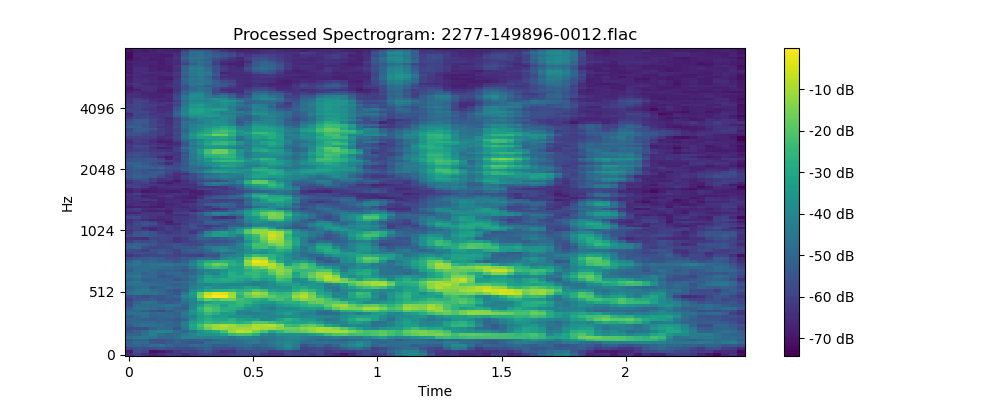 Processed Spectrogram: 2277-149896-0012.flac
Hz
4096
2048
1024
512
0
0
0.5
1
1.5
2
Time
-10 dB
-20 dB
-30 dB
-40 dB
-50 dB
-60 dB
-70 dB